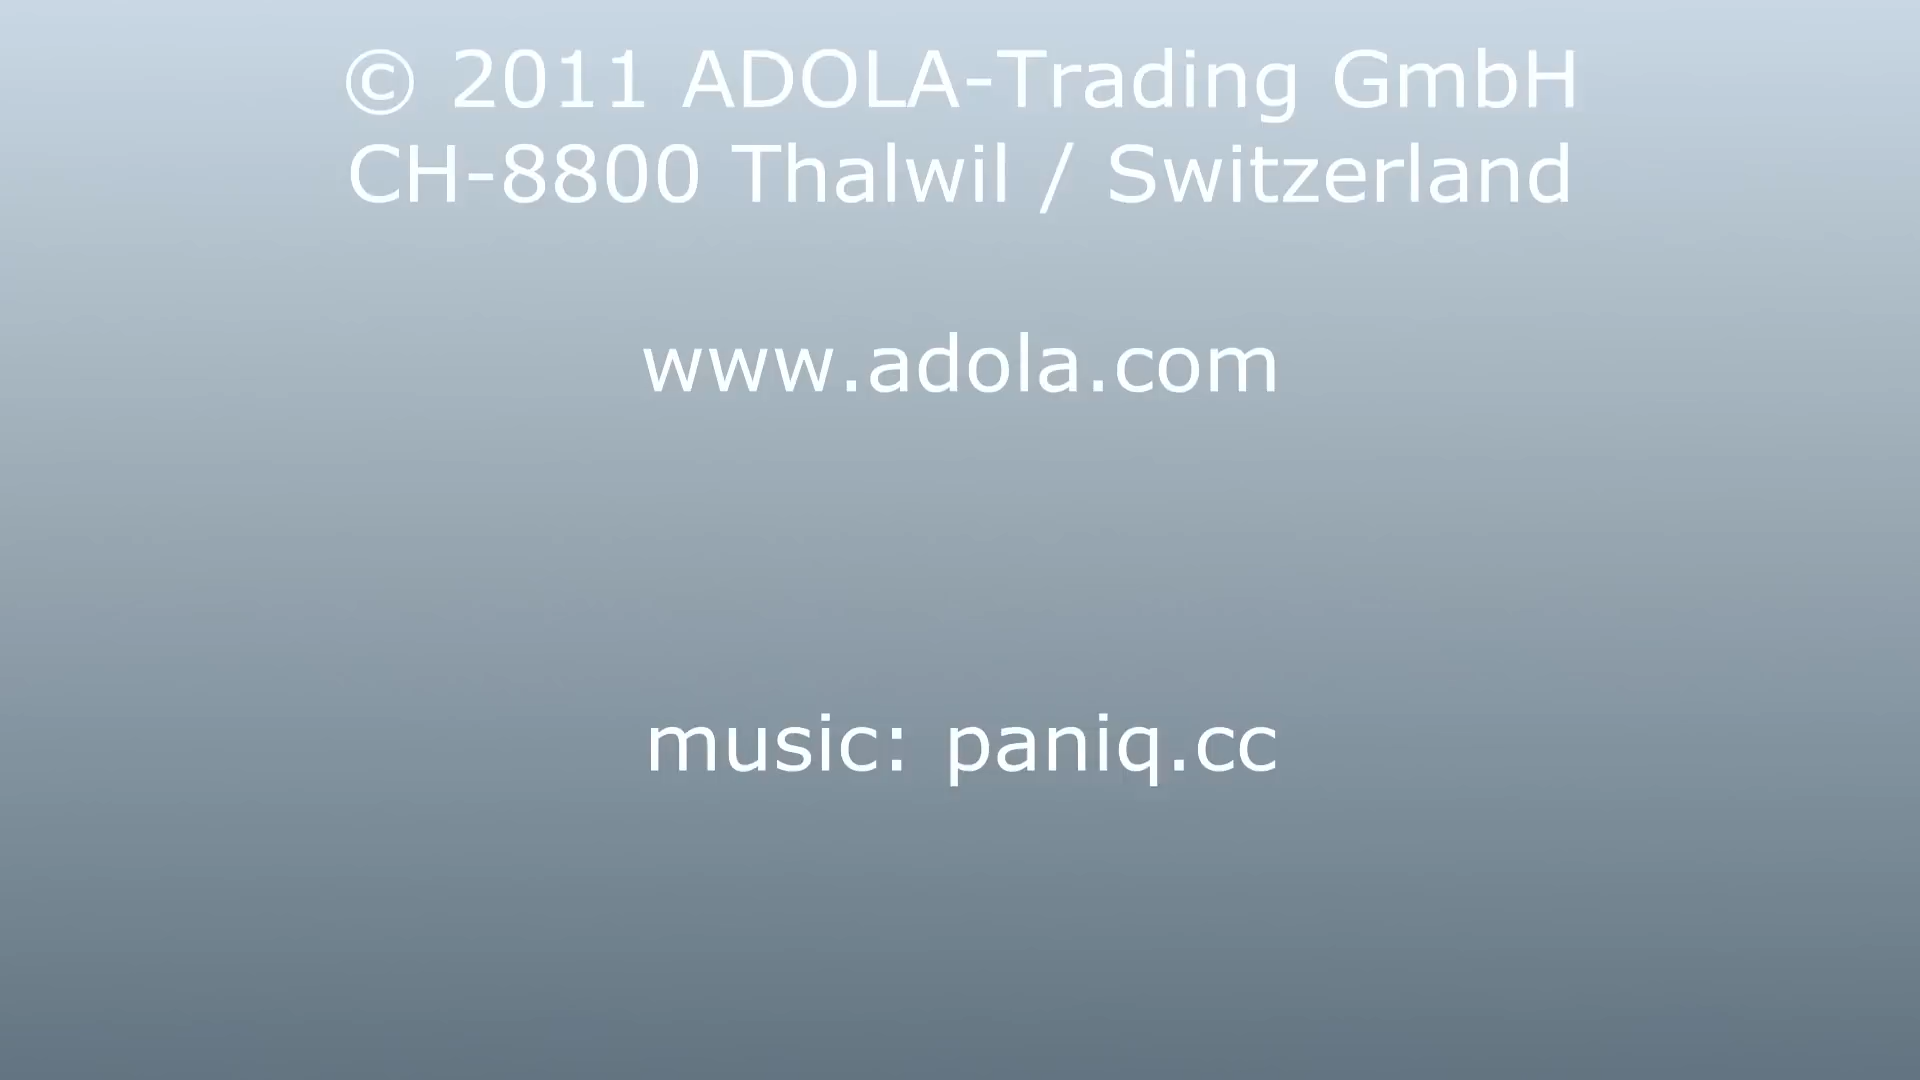 © 2011 ADOLA-Trading GmbH
CH-8800 Thalwil / Switzerland
www.adola.com
music: paniq.cc